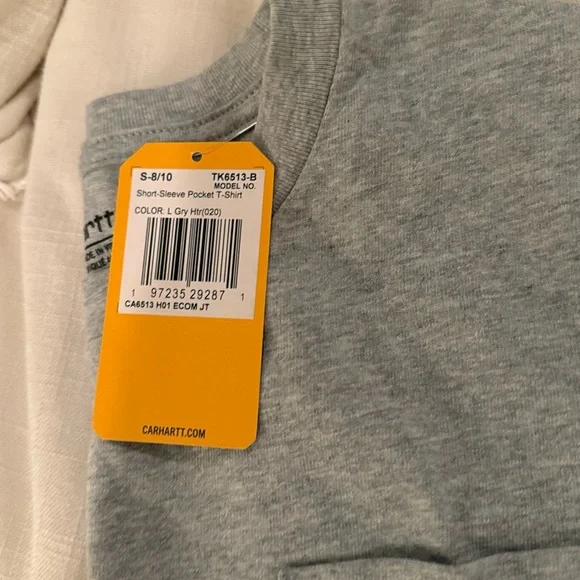 S-8/10 TK6513-B
MODEL NO.
Short-Sleeve Pocket T-Shirt
COLOR: L Gry Htr(020)
1 97235 29287 1
CA6513 H01 ECOM JT
CARHARTT.COM